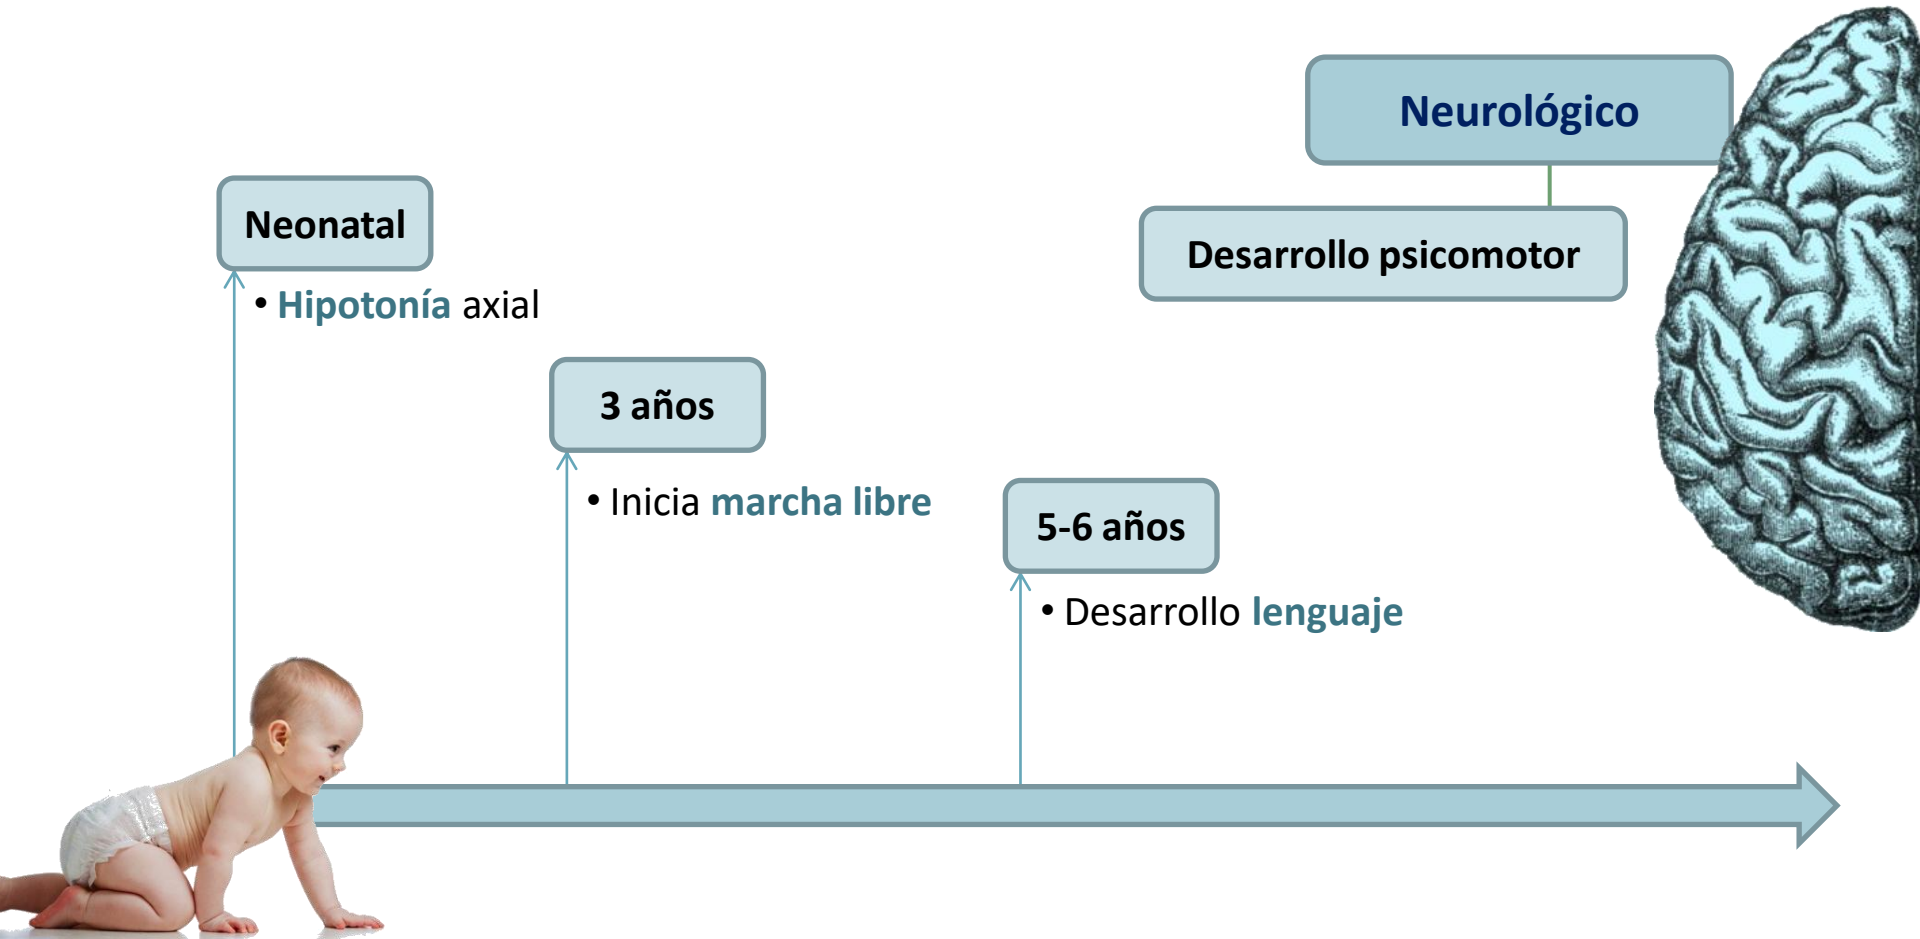 Neurológico
Desarrollo psicomotor
Neonatal
• Hipotonía axial
3 años
• Inicia marcha libre
5-6 años
• Desarrollo lenguaje